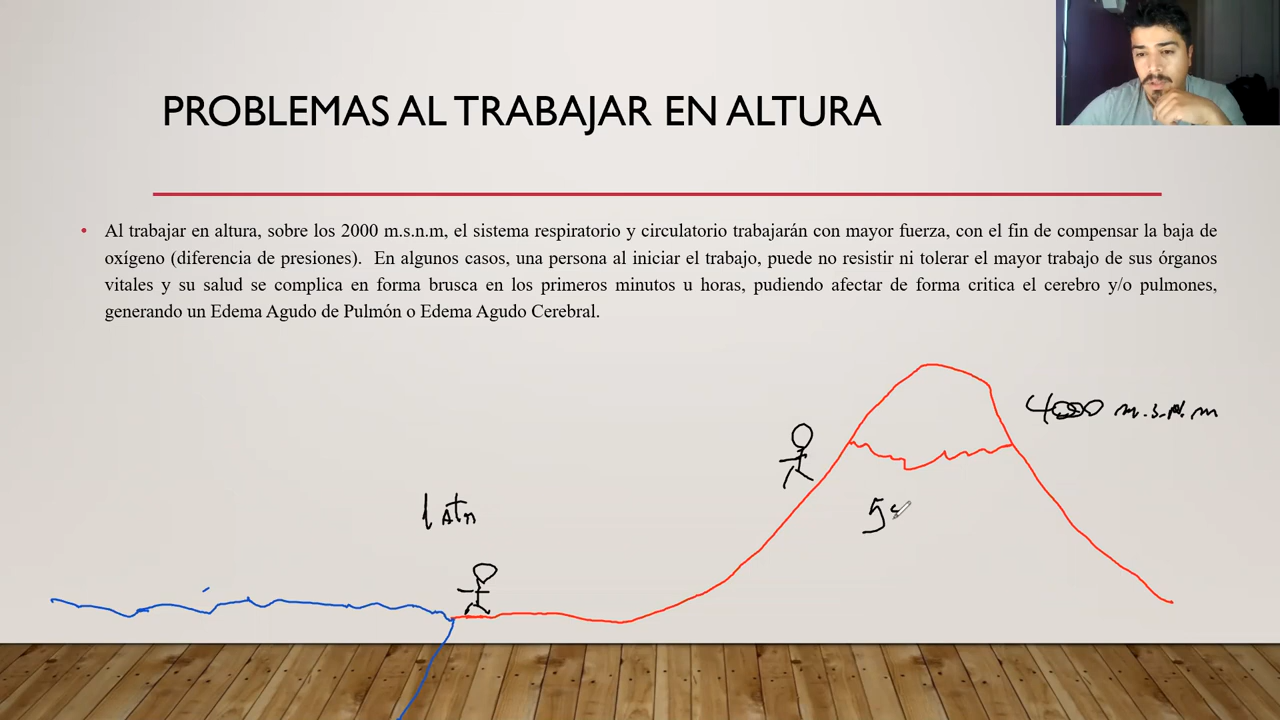 PROBLEMAS AL TRABAJAR EN ALTURA
• Al trabajar en altura, sobre los 2000 m.s.n.m, el sistema respiratorio y circulatorio trabajarán con mayor fuerza, con el fin de compensar la baja de
oxígeno (diferencia de presiones). En algunos casos, una persona al iniciar el trabajo, puede no resistir ni tolerar el mayor trabajo de sus órganos
vitales y su salud se complica en forma brusca en los primeros minutos u horas, pudiendo afectar de forma critica el cerebro y/o pulmones,
generando un Edema Agudo de Pulmón o Edema Agudo Cerebral.
4000 m.s.n.m
1 Atm